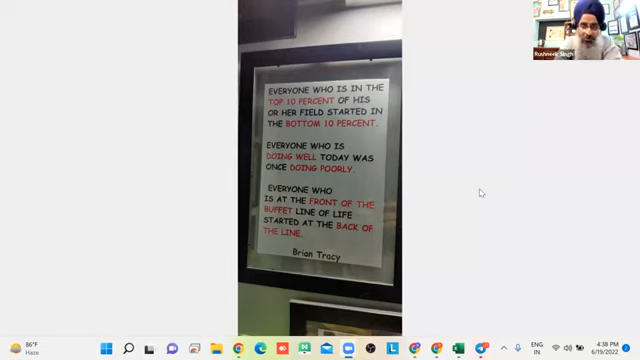 EVERYONE WHO IS IN THE
TOP 10 PERCENT OF HIS
OR HER FIELD STARTED IN
THE BOTTOM 10 PERCENT.
EVERYONE WHO IS
DOING WELL TODAY WAS
ONCE DOING POORLY.
EVERYONE WHO
IS AT THE FRONT OF THE
BUFFET LINE OF LIFE
STARTED AT THE BACK OF
THE LINE.
Brian Tracy
Rushneek Singh
86°F
Haze
ENG
IN
4:38 PM
6/19/2022